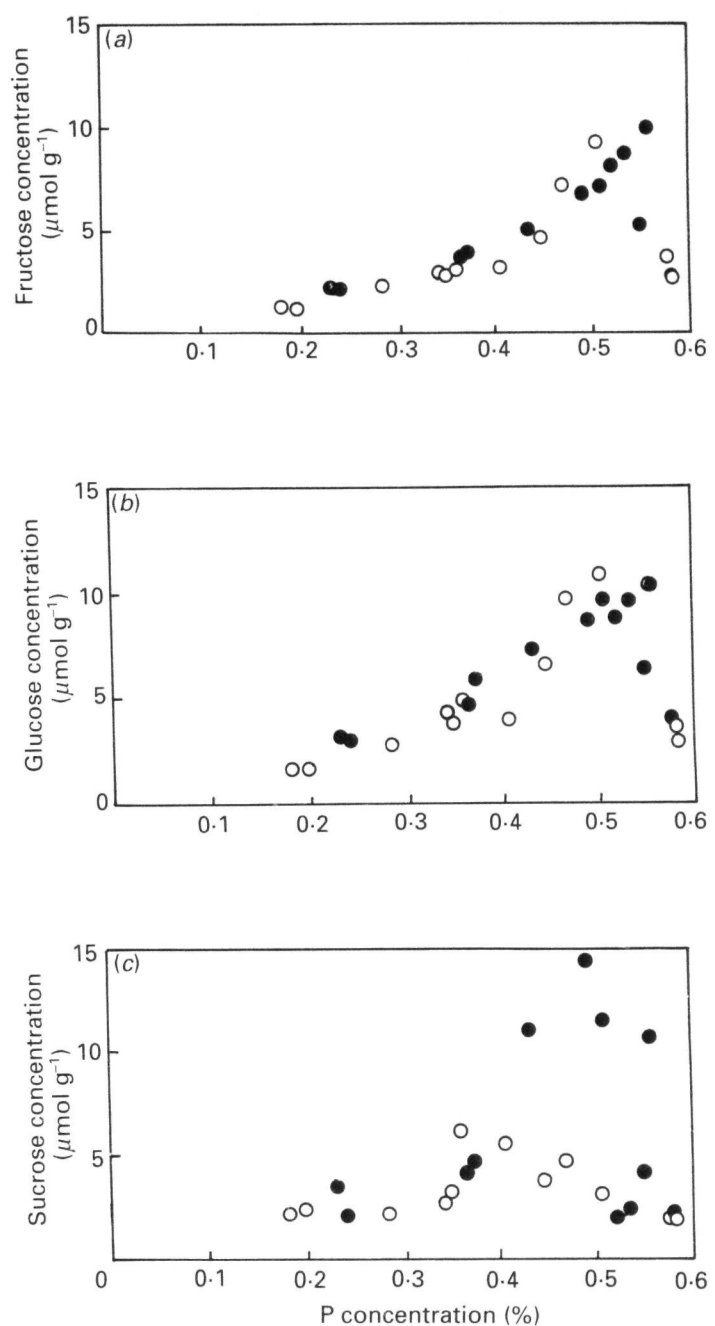 (a)
Fructose concentration
(μmol g⁻¹)
15
10
5
0
0·1 0·2 0·3 0·4 0·5 0·6
(b)
Glucose concentration
(μmol g⁻¹)
15
10
5
0
0·1 0·2 0·3 0·4 0·5 0·6
(c)
Sucrose concentration
(μmol g⁻¹)
15
10
5
0 0·1 0·2 0·3 0·4 0·5 0·6
P concentration (%)